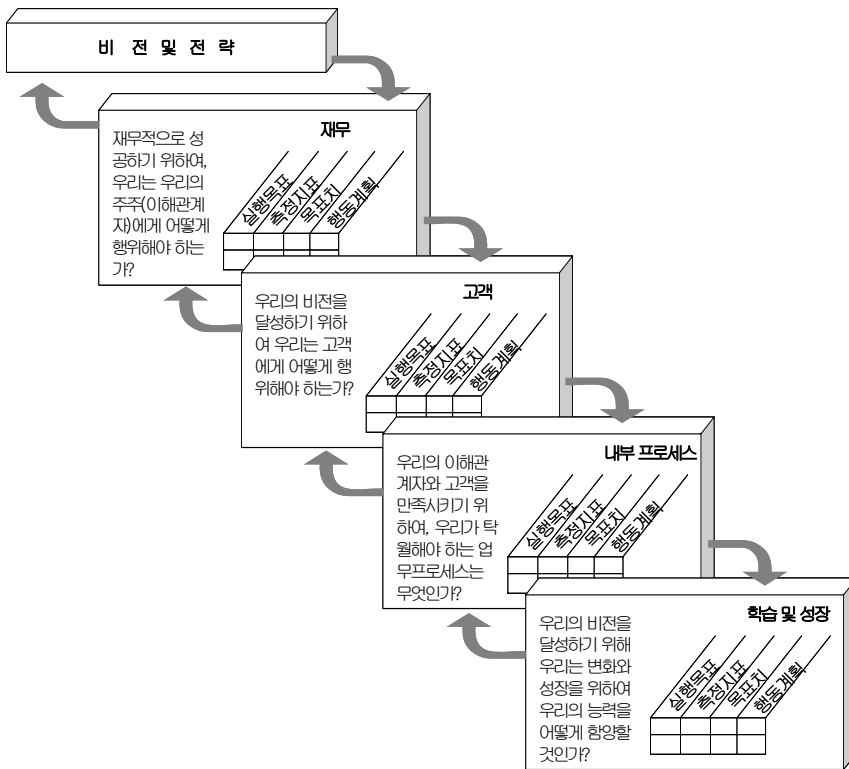 비 전 및 전 략
재무
재무적으로 성
공하기 위하여,
우리는 우리의
주주(이해관계
자)에게 어떻게
행위해야 하는
가?
실행목표
측정지표
목표치
행동계획
고객
우리의 비전을
달성하기 위하
여 우리는 고객
에게 어떻게 행
위해야 하는가?
실행목표
측정지표
목표치
행동계획
내부 프로세스
우리의 이해관
계자와 고객을
만족시키기 위
하여, 우리가 탁
월해야 하는 업
무프로세스는
무엇인가?
실행목표
측정지표
목표치
행동계획
학습 및 성장
우리의 비전을
달성하기 위해
우리는 변화와
성장을 위하여
우리의 능력을
어떻게 함양할
것인가?
실행목표
측정지표
목표치
행동계획